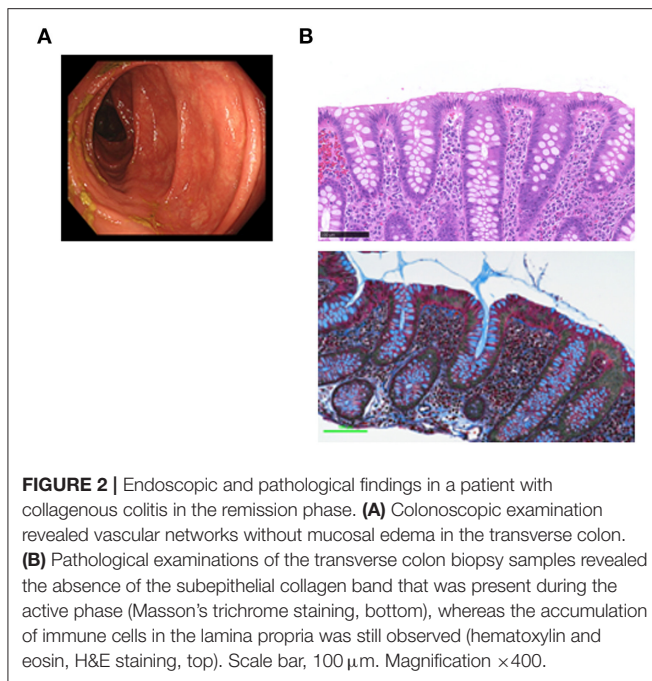 A
B
FIGURE 2 | Endoscopic and pathological findings in a patient with
collagenous colitis in the remission phase. (A) Colonoscopic examination
revealed vascular networks without mucosal edema in the transverse colon.
(B) Pathological examinations of the transverse colon biopsy samples revealed
the absence of the subepithelial collagen band that was present during the
active phase (Masson's trichrome staining, bottom), whereas the accumulation
of immune cells in the lamina propria was still observed (hematoxylin and
eosin, H&E staining, top). Scale bar, 100 μm. Magnification ×400.